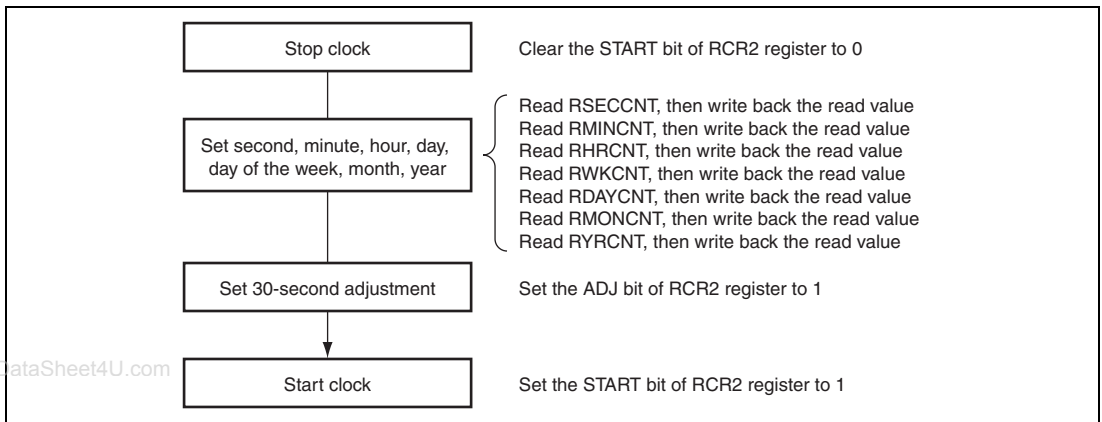 Stop clock
Clear the START bit of RCR2 register to 0
Set second, minute, hour, day,
day of the week, month, year
Read RSECCNT, then write back the read value
Read RMINCNT, then write back the read value
Read RHRCNT, then write back the read value
Read RWKCNT, then write back the read value
Read RDAYCNT, then write back the read value
Read RMONCNT, then write back the read value
Read RYRCNT, then write back the read value
Set 30-second adjustment
Set the ADJ bit of RCR2 register to 1
DataSheet4U.com
Start clock
Set the START bit of RCR2 register to 1